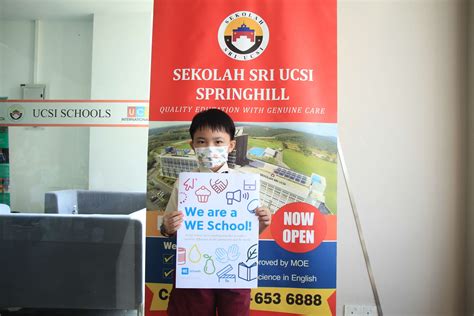 SEKOLAH
SRI UCSI
SEKOLAH SRI UCSI
SPRINGHILL
QUALITY EDUCATION WITH GENUINE CARE
UCSI SCHOOLS
We are a
WE School!
WE
NOW
OPEN
proved by MOE
cience in English
653 6888